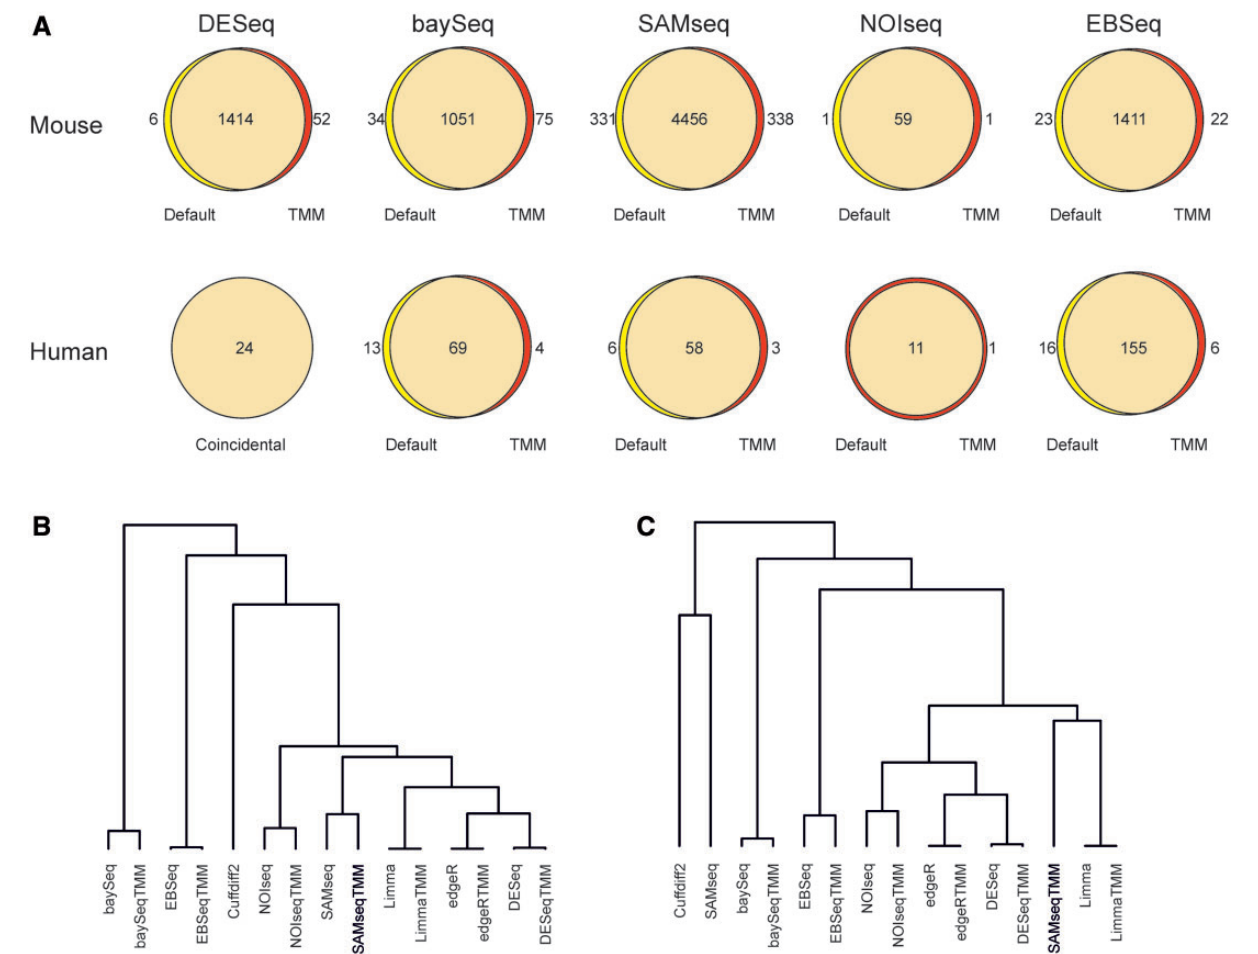 A
DESeq baySeq SAMseq NOIseq EBSeq
Mouse
6 1414 52 34 1051 75 331 4456 338 1 59 1 23 1411 22
Default TMM Default TMM Default TMM Default TMM Default TMM
Human
24 13 69 4 6 58 3 11 1 16 155 6
Coincidental Default TMM Default TMM Default TMM Default TMM
B
baySeq
baySeqTMM
EBSeq
EBSeqTMM
Cuffdiff2
NOIseq
NOIseqTMM
SAMseq
SAMseqTMM
Limma
LimmaTMM
edgeR
edgeRTMM
DESeq
DESeqTMM
C
Cuffdiff2
SAMseq
baySeq
baySeqTMM
EBSeq
EBSeqTMM
NOIseq
NOIseqTMM
edgeR
edgeRTMM
DESeq
DESeqTMM
SAMseqTMM
Limma
LimmaTMM